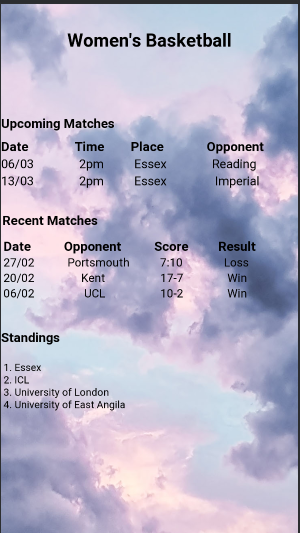 Women's Basketball
Upcoming Matches
Date Time Place Opponent
06/03 2pm Essex Reading
13/03 2pm Essex Imperial
Recent Matches
Date Opponent Score Result
27/02 Portsmouth 7:10 Loss
20/02 Kent 17-7 Win
06/02 UCL 10-2 Win
Standings
1. Essex
2. ICL
3. University of London
4. University of East Angila